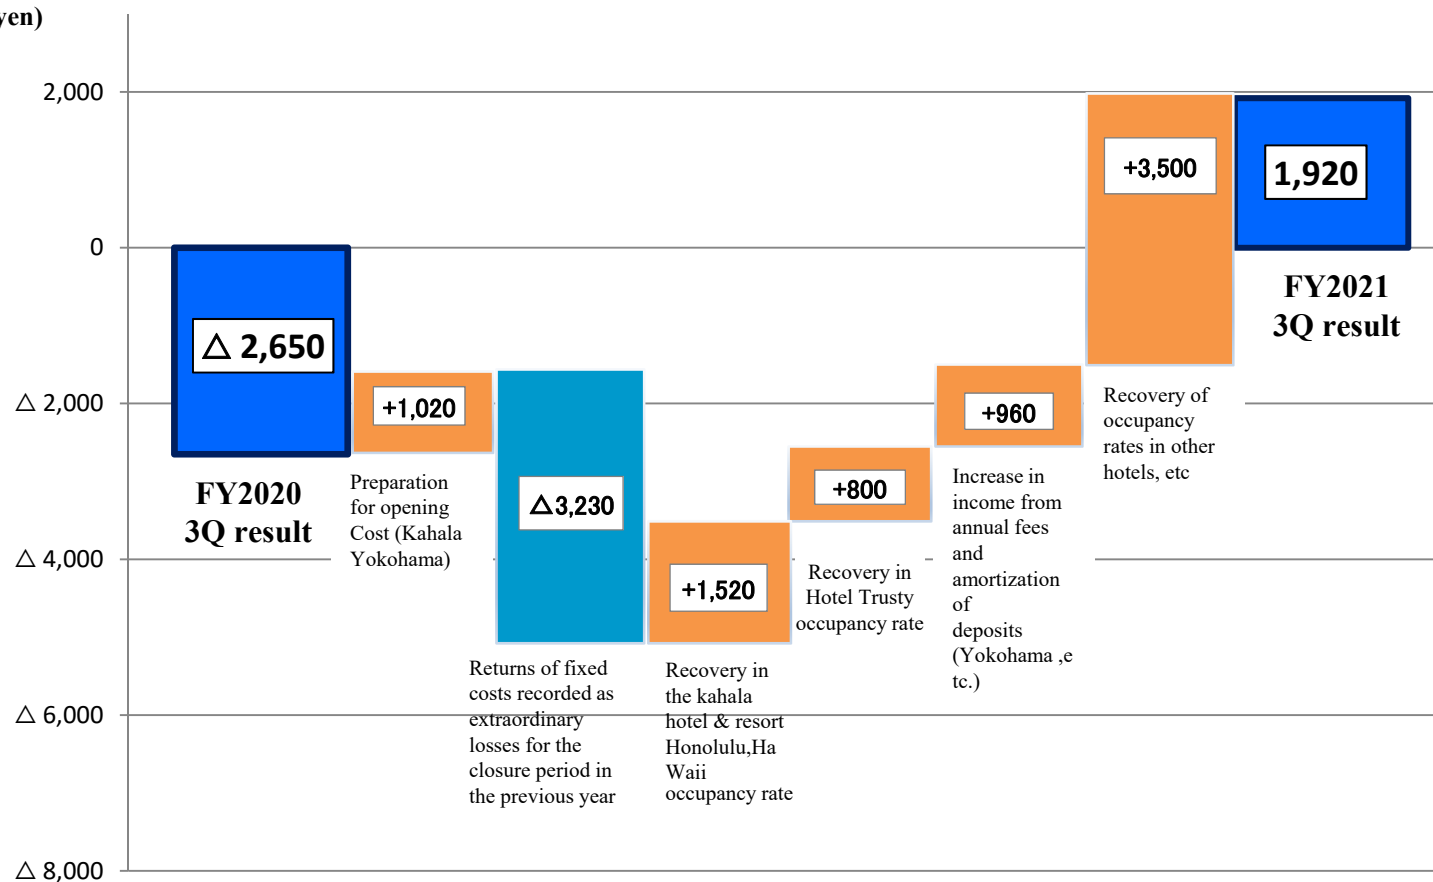 yen)
2,000
0
△ 2,000
△ 4,000
△ 6,000
△ 8,000
△ 2,650
FY2020
3Q result
+1,020
Preparation
for opening
Cost (Kahala
Yokohama)
△3,230
Returns of fixed
costs recorded as
extraordinary
losses for the
closure period in
the previous year
+1,520
Recovery in
the kahala
hotel & resort
Honolulu,Ha
Waii
occupancy rate
+800
Recovery in
Hotel Trusty
occupancy rate
+960
Increase in
income from
annual fees
and
amortization
of
deposits
(Yokohama ,e
tc.)
+3,500
Recovery of
occupancy
rates in other
hotels, etc
1,920
FY2021
3Q result